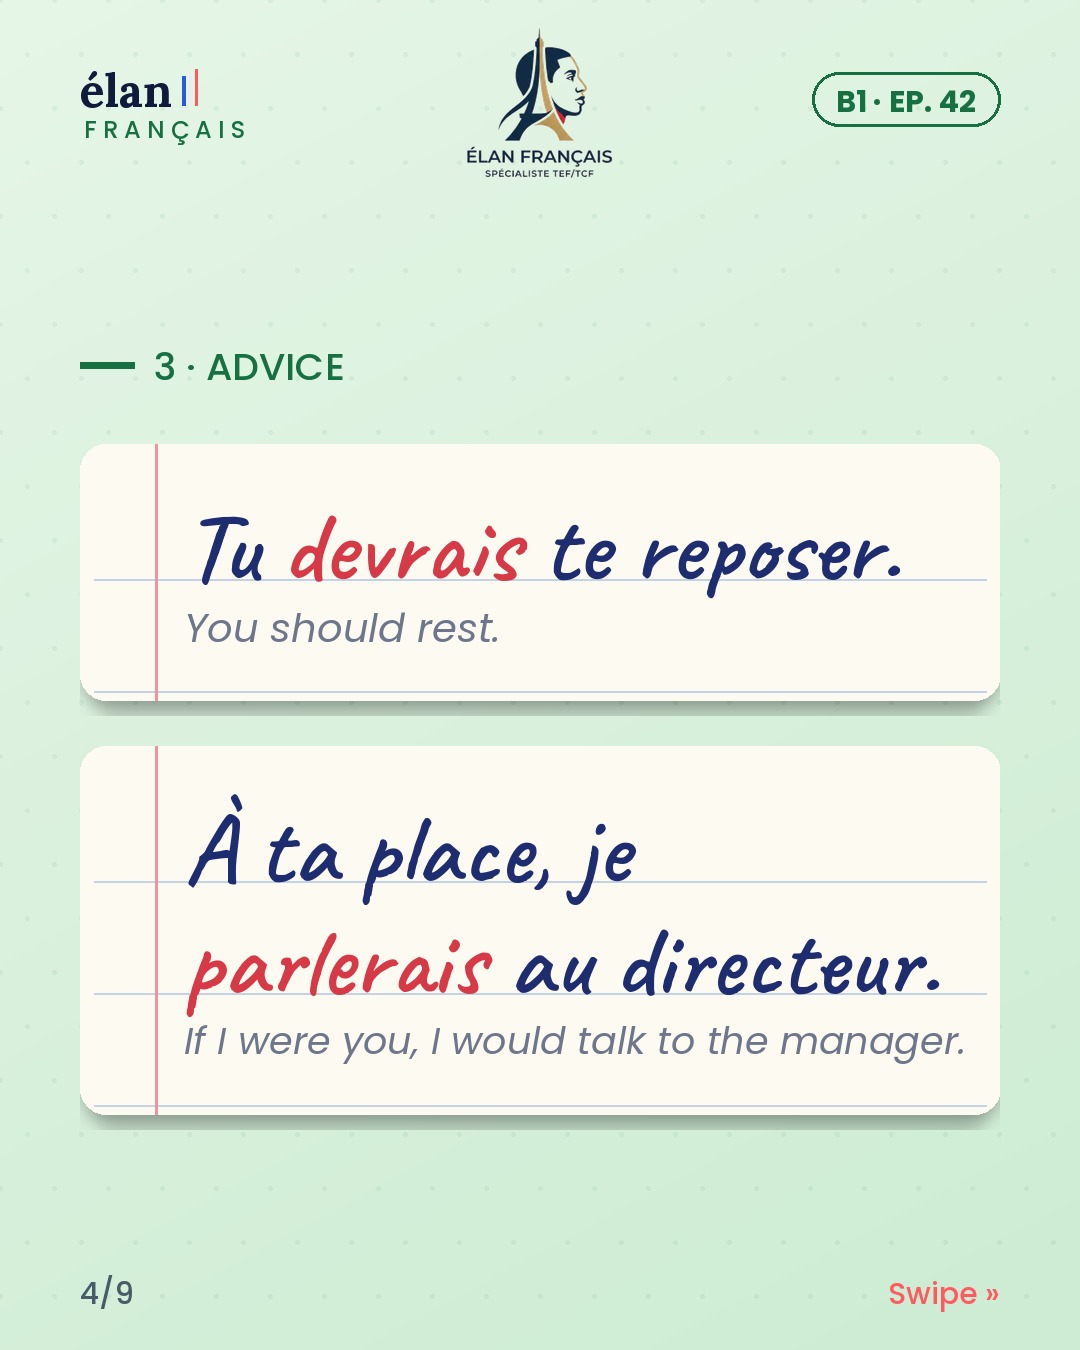 élan
FRANÇAIS
ÉLAN FRANÇAIS
SPÉCIALISTE TEF/TCF
B1 · EP. 42
3 · ADVICE
Tu devrais te reposer.
You should rest.
À ta place, je
parlerais au directeur.
If I were you, I would talk to the manager.
4/9
Swipe »